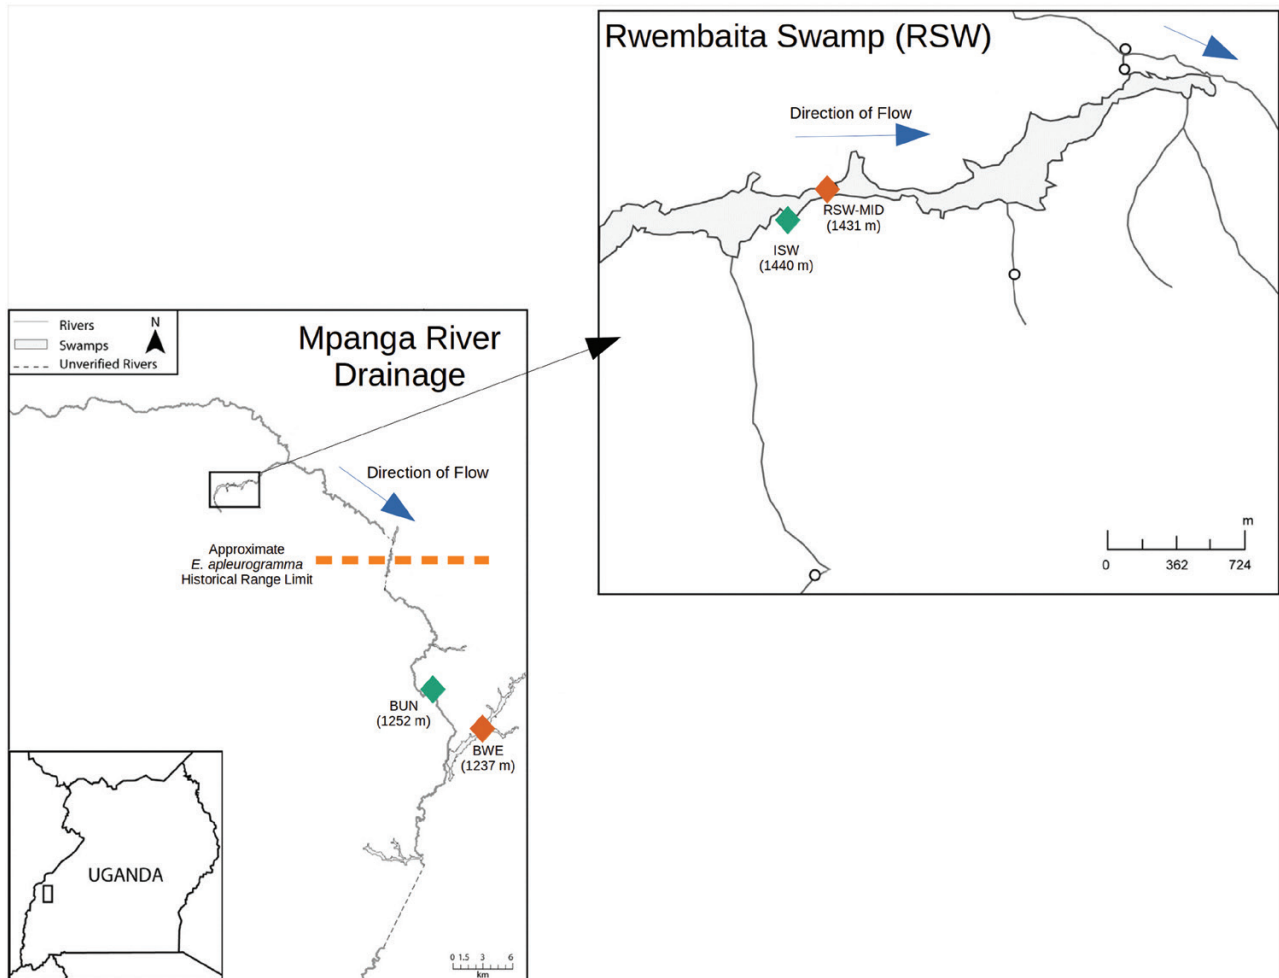 Rwembaita Swamp (RSW)
Direction of Flow
RSW-MID
(1431 m)
ISW
(1440 m)
m
0 362 724
Rivers
Swamps
Unverified Rivers
N
Mpanga River
Drainage
Direction of Flow
Approximate
E. apleurogramma
Historical Range Limit
BUN
(1252 m)
BWE
(1237 m)
UGANDA
0 1.5 3 6
km